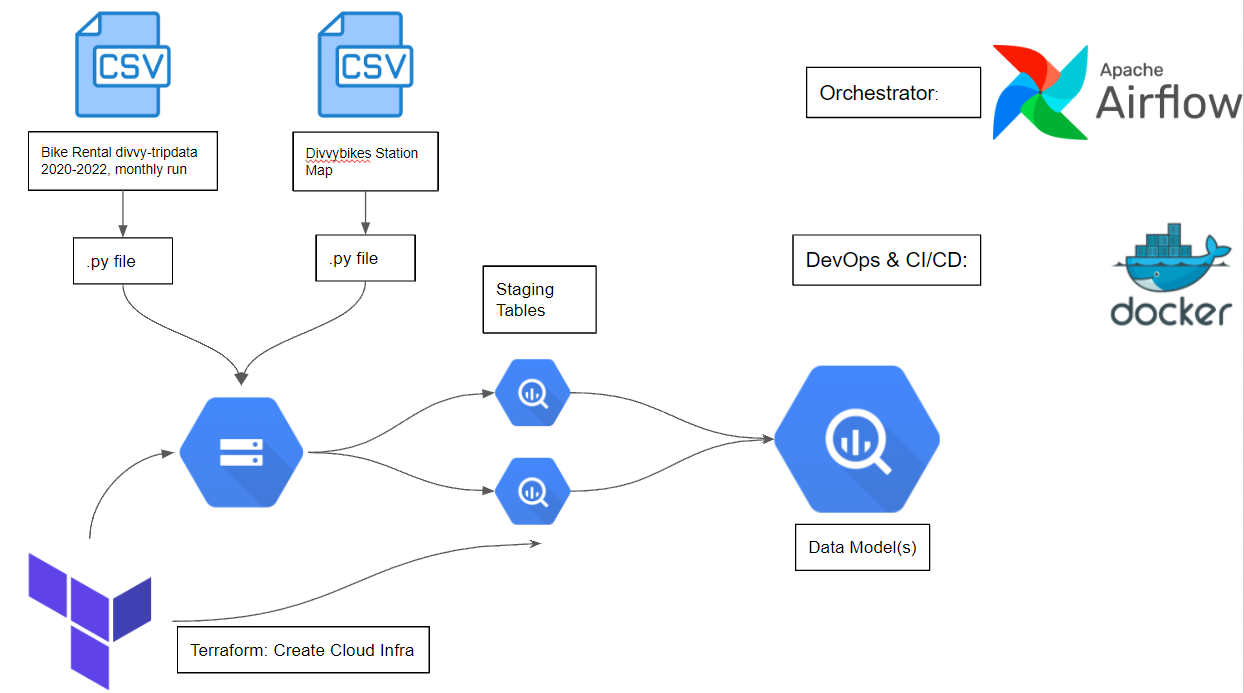 CSV
CSV
Bike Rental divvy-tripdata
2020-2022, monthly run
Divvybikes Station
Map
.py file
.py file
Orchestrator:
Apache
Airflow
DevOps & CI/CD:
docker
Staging
Tables
Data Model(s)
Terraform: Create Cloud Infra